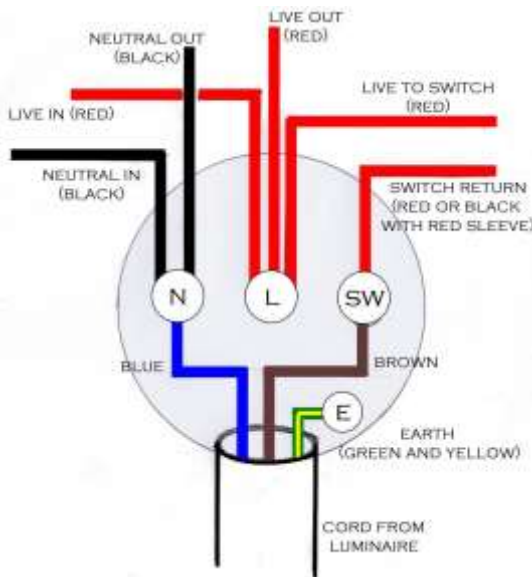 LIVE OUT
(RED)
NEUTRAL OUT
(BLACK)
LIVE TO SWITCH
(RED)
LIVE IN (RED)
NEUTRAL IN
(BLACK)
SWITCH RETURN
(RED OR BLACK
WITH RED SLEEVE)
N
L
SW
BLUE
BROWN
E
EARTH
(GREEN AND YELLOW)
CORD FROM
LUMINAIRE